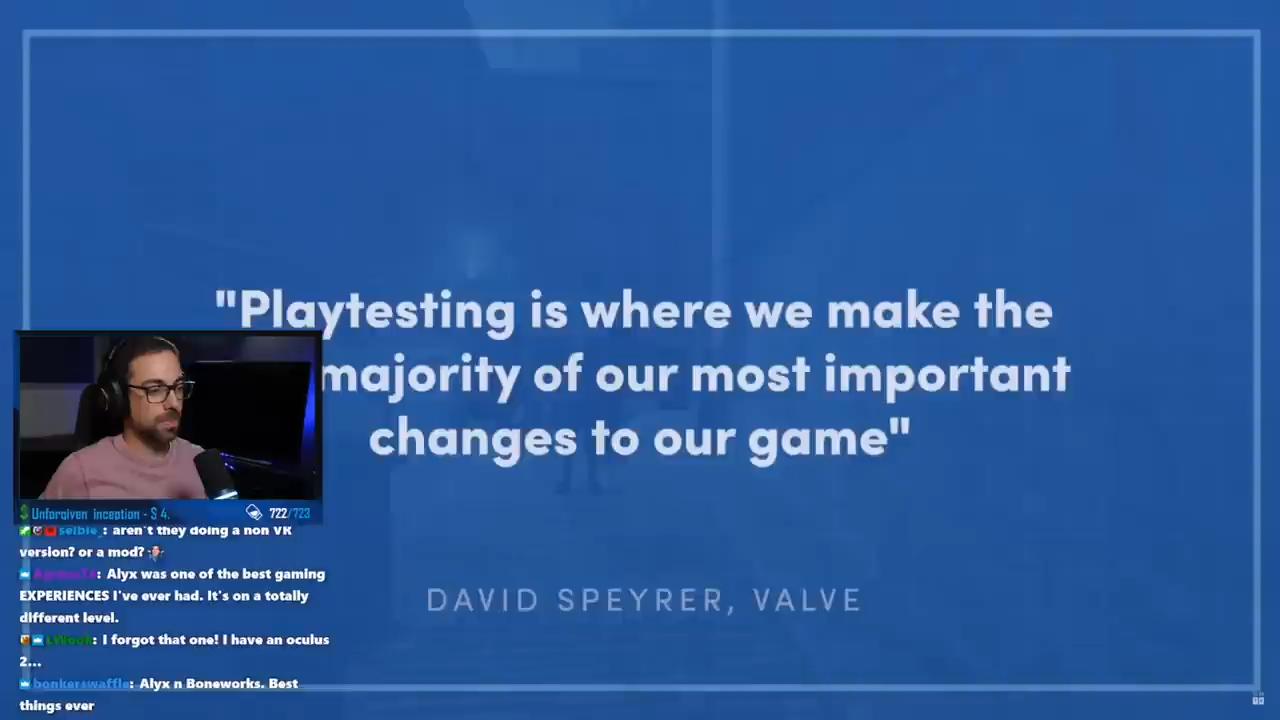 "Playtesting is where we make the
majority of our most important
changes to our game"
DAVID SPEYRER, VALVE
$ Unforgiven_inception - $ 4.
722/723
selbie_: aren't they doing a non VR
version? or a mod?
: Alyx was one of the best gaming
EXPERIENCES I've ever had. It's on a totally
different level.
: I forgot that one! I have an oculus
2...
bonkerswaffle: Alyx n Boneworks. Best
things ever